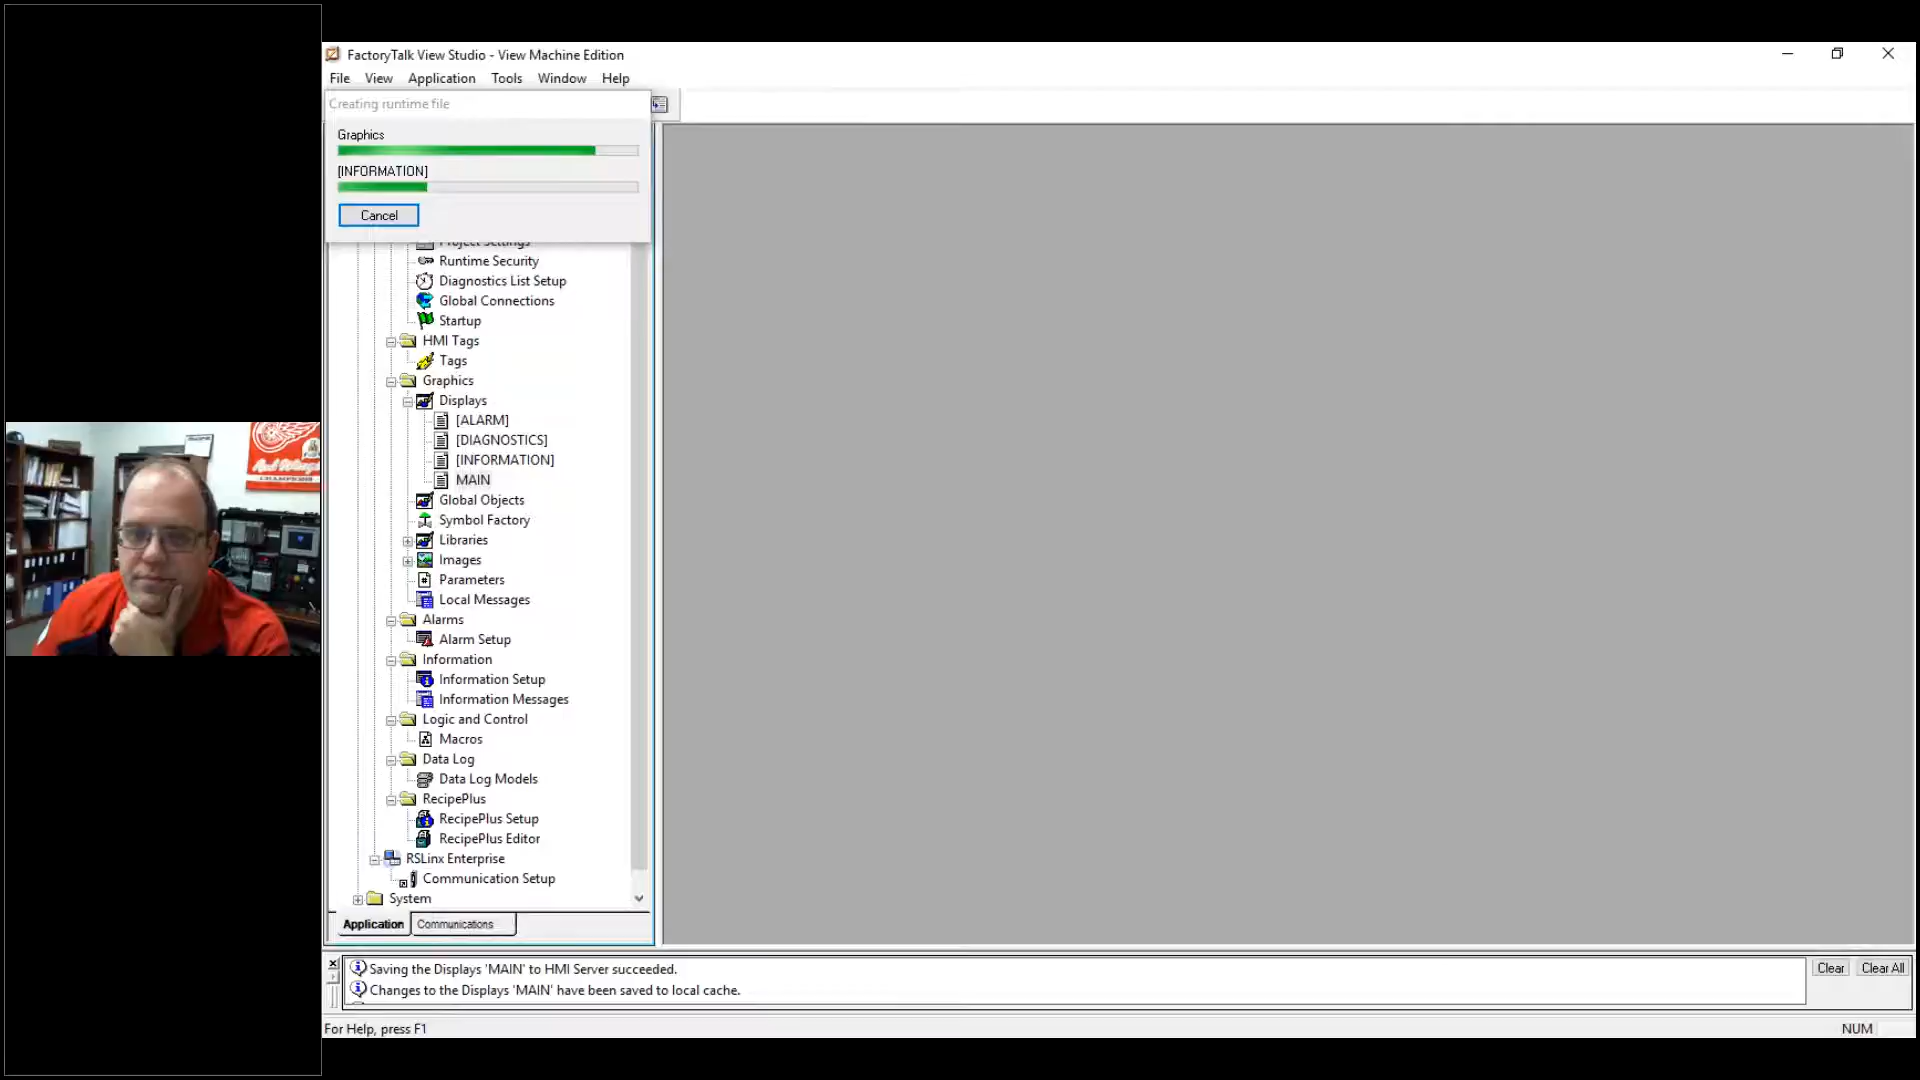 FactoryTalk View Studio - View Machine Edition
File View Application Tools Window Help
Creating runtime file
Graphics
[INFORMATION]
Cancel
Project Settings
Runtime Security
Diagnostics List Setup
Global Connections
Startup
HMI Tags
Tags
Graphics
Displays
[ALARM]
[DIAGNOSTICS]
[INFORMATION]
MAIN
Global Objects
Symbol Factory
Libraries
Images
Parameters
Local Messages
Alarms
Alarm Setup
Information
Information Setup
Information Messages
Logic and Control
Macros
Data Log
Data Log Models
RecipePlus
RecipePlus Setup
RecipePlus Editor
RSLinx Enterprise
Communication Setup
System
Application Communications
Saving the Displays 'MAIN' to HMI Server succeeded.
Changes to the Displays 'MAIN' have been saved to local cache.
Clear Clear All
For Help, press F1
NUM
Red Wings
CHAMPIONS